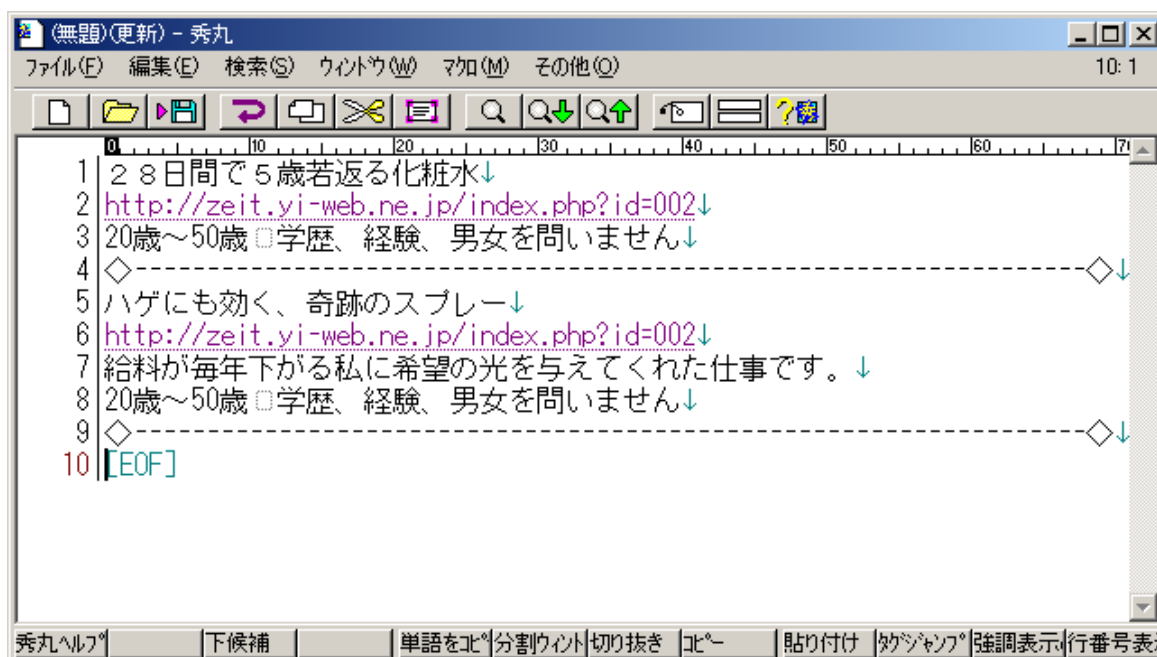 (無題)(更新) - 秀丸
ﾌｧｲﾙ(F) 編集(E) 検索(S) ｳｨﾝﾄﾞｳ(W) ﾏｸﾛ(M) その他(O) 10: 1
0 10 20 30 40 50 60 70
1 ２８日間で５歳若返る化粧水↓
2 http://zeit.yi-web.ne.jp/index.php?id=002↓
3 20歳～50歳□学歴、経験、男女を問いません↓
4 ◇------------------------------------------------------------------◇↓
5 ハゲにも効く、奇跡のスプレー↓
6 http://zeit.yi-web.ne.jp/index.php?id=002↓
7 給料が毎年下がる私に希望の光を与えてくれた仕事です。↓
8 20歳～50歳□学歴、経験、男女を問いません↓
9 ◇------------------------------------------------------------------◇↓
10 [EOF]
秀丸ﾍﾙﾌﾟ 下候補 単語をｺﾋﾟ 分割ｳｨﾝﾄ 切り抜き ｺﾋﾟｰ 貼り付け ﾀｸﾞｼﾞｬﾝﾌﾟ 強調表示 行番号表